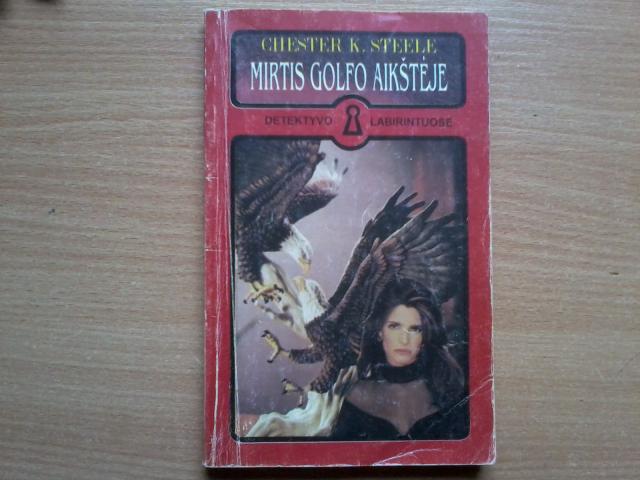 CHESTER K. STEELE
MIRTIS GOLFO AIKŠTĖJE
DETEKTYVO LABIRINTUOSE